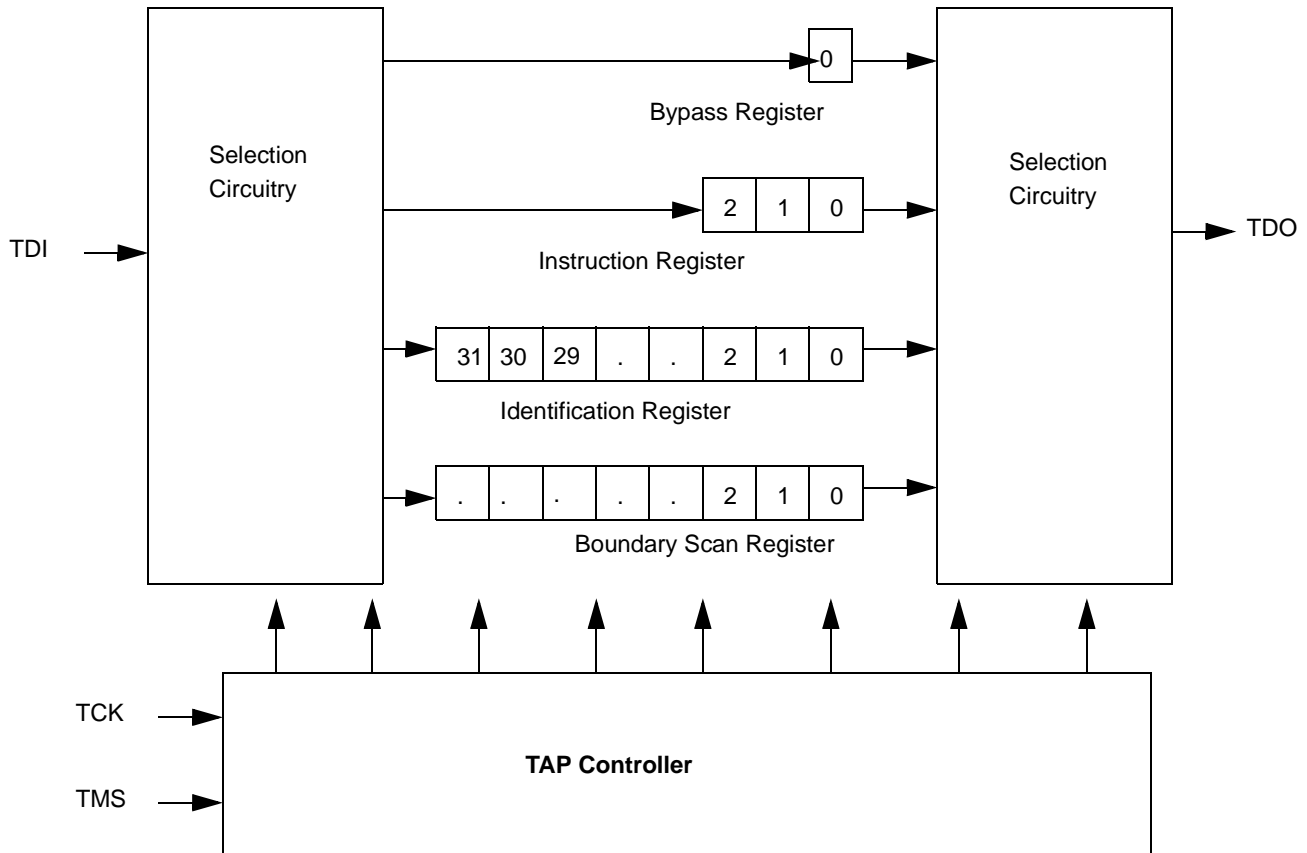 0
Bypass Register
Selection
Circuitry
Selection
Circuitry
2 1 0
TDI
TDO
Instruction Register
31 30 29 . . 2 1 0
Identification Register
. . . . . 2 1 0
Boundary Scan Register
TCK
TAP Controller
TMS